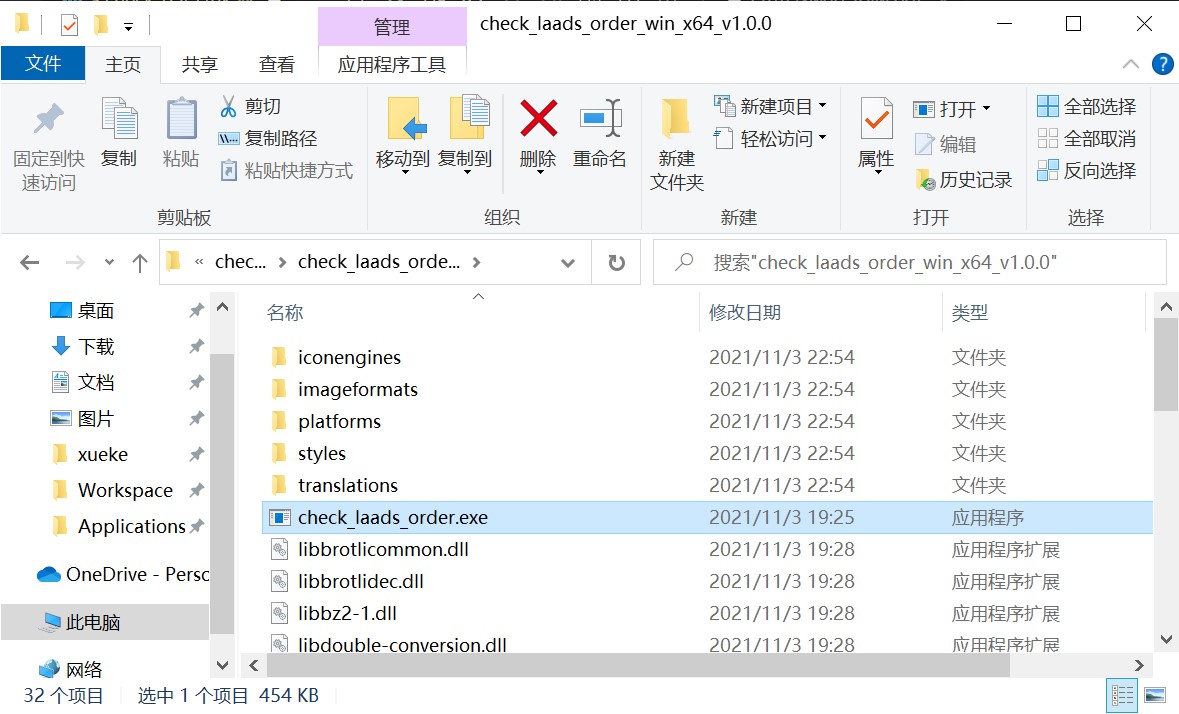 管理
check_laads_order_win_x64_v1.0.0
文件
主页
共享
查看
应用程序工具
固定到快
速访问
复制
粘贴
剪切
复制路径
粘贴快捷方式
剪贴板
移动到
复制到
删除
重命名
组织
新建
文件夹
新建项目
轻松访问
新建
属性
打开
编辑
历史记录
打开
全部选择
全部取消
反向选择
选择
« chec... check_laads_orde...
搜索"check_laads_order_win_x64_v1.0.0"
桌面
下载
文档
图片
xueke
Workspace
Applications
OneDrive - Perso
此电脑
网络
名称 修改日期 类型
iconengines 2021/11/3 22:54 文件夹
imageformats 2021/11/3 22:54 文件夹
platforms 2021/11/3 22:54 文件夹
styles 2021/11/3 22:54 文件夹
translations 2021/11/3 22:54 文件夹
check_laads_order.exe 2021/11/3 19:25 应用程序
libbrotlicommon.dll 2021/11/3 19:28 应用程序扩展
libbrotlidec.dll 2021/11/3 19:28 应用程序扩展
libbz2-1.dll 2021/11/3 19:28 应用程序扩展
libdouble-conversion.dll 2021/11/3 19:28 应用程序扩展
32 个项目 选中 1 个项目 454 KB